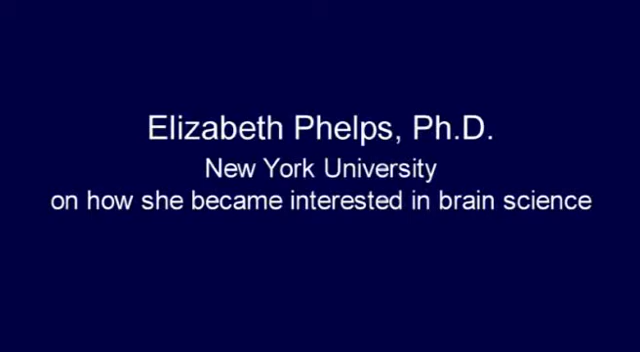 Elizabeth Phelps, Ph.D.
New York University
on how she became interested in brain science